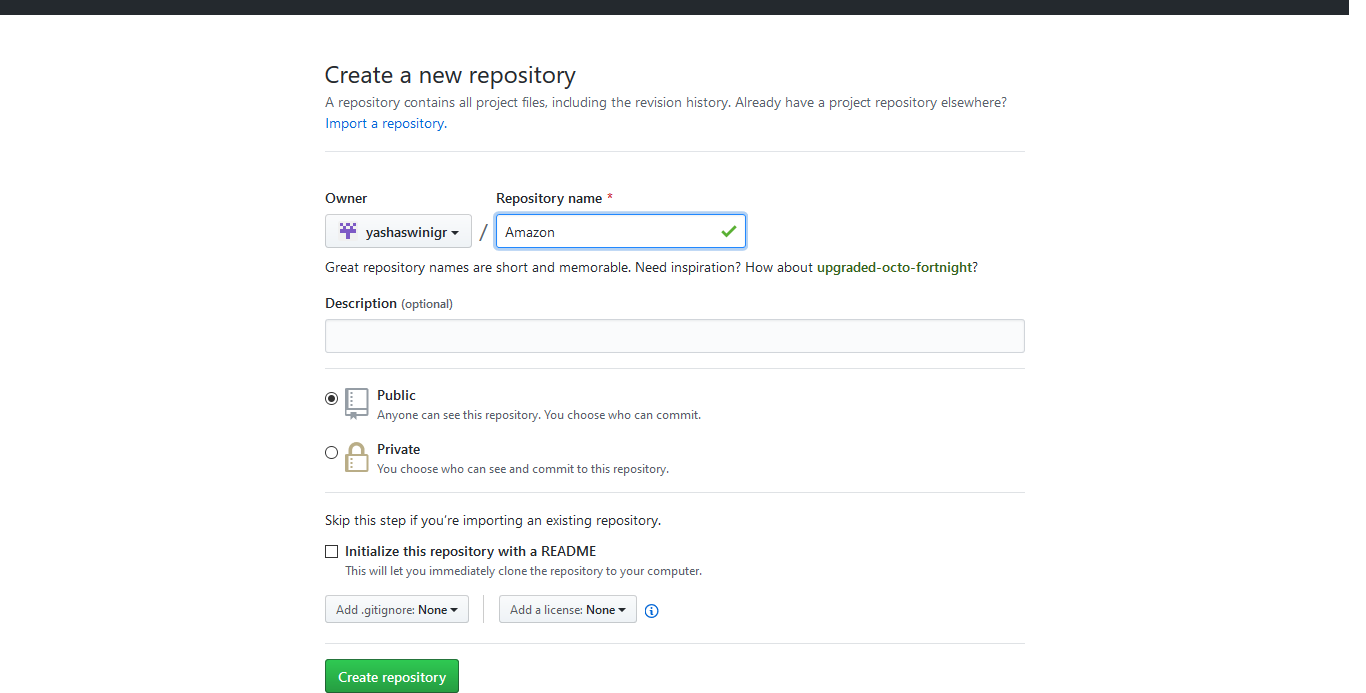 Create a new repository
A repository contains all project files, including the revision history. Already have a project repository elsewhere?
Import a repository.
Owner
Repository name *
yashaswinigr / Amazon
Great repository names are short and memorable. Need inspiration? How about upgraded-octo-fortnight?
Description (optional)
Public
Anyone can see this repository. You choose who can commit.
Private
You choose who can see and commit to this repository.
Skip this step if you’re importing an existing repository.
Initialize this repository with a README
This will let you immediately clone the repository to your computer.
Add .gitignore: None
Add a license: None
Create repository